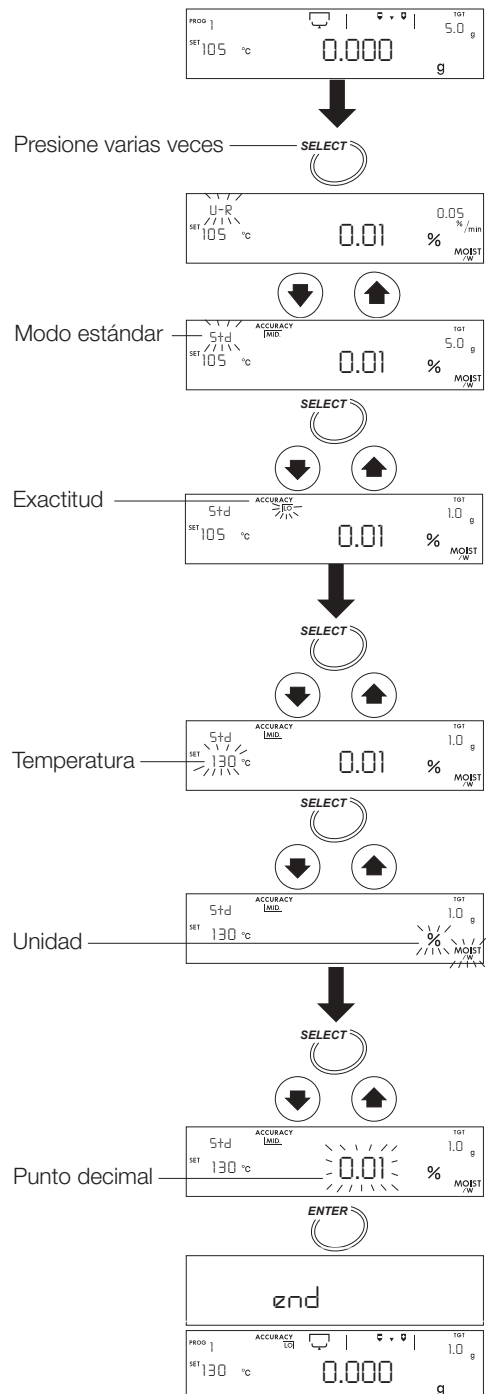 PROG 1 TGT
SET 105 °C 0.000 5.0 g
g
Presione varias veces SELECT
U-R 0.05 %/min
SET 105 °C 0.01 % MOIST /W
Modo estándar Std ACCURACY MID. TGT 5.0 g
SET 105 °C 0.01 % MOIST /W
SELECT
Exactitud Std ACCURACY LO TGT 1.0 g
SET 105 °C 0.01 % MOIST /W
SELECT
Std ACCURACY MID. TGT 1.0 g
Temperatura SET 130 °C 0.01 % MOIST /W
SELECT
Std ACCURACY MID. TGT 1.0 g
Unidad SET 130 °C % MOIST /W
SELECT
Std ACCURACY MID. TGT 1.0 g
Punto decimal SET 130 °C 0.01 % MOIST /W
ENTER
end
PROG 1 ACCURACY LO TGT 1.0 g
SET 130 °C 0.000 g